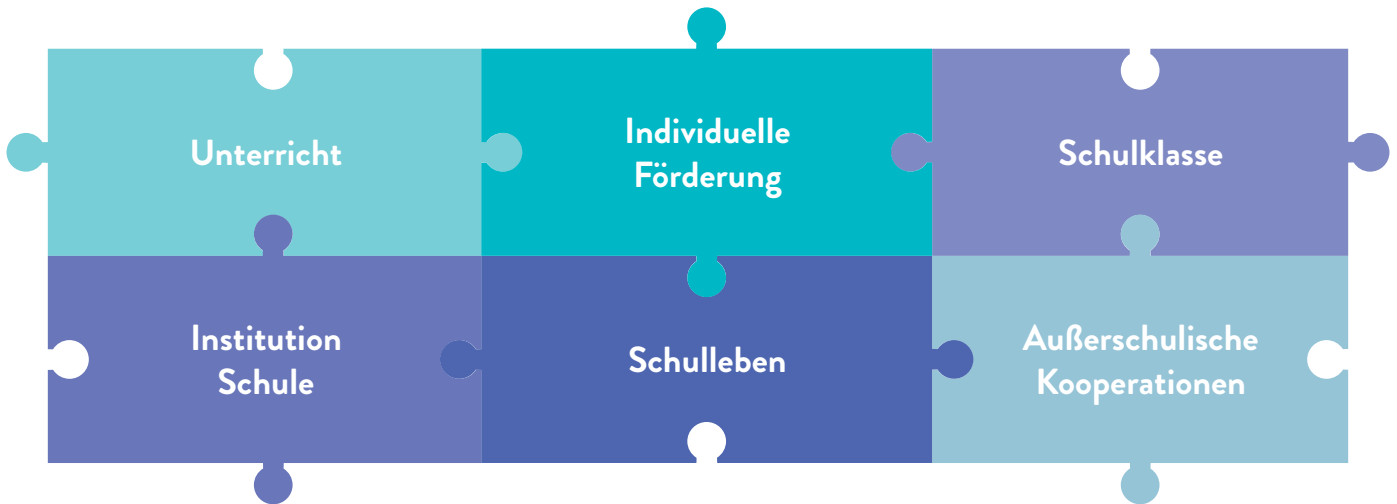 Unterricht
Individuelle
Förderung
Schulklasse
Institution
Schule
Schulleben
Außerschulische
Kooperationen